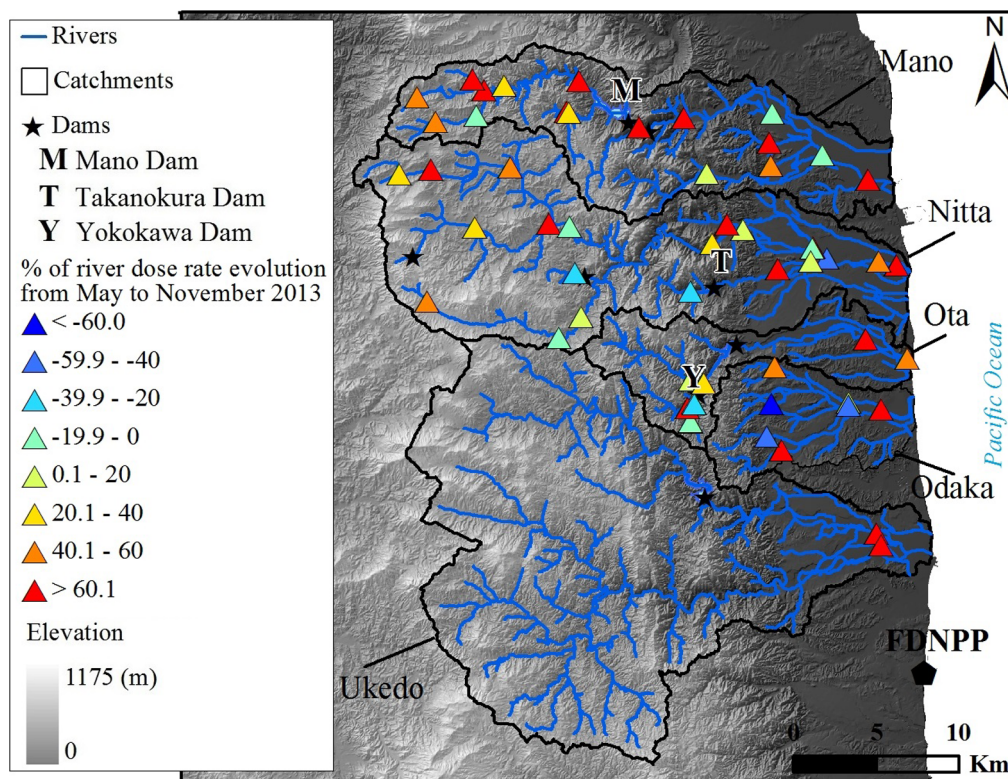 Rivers
Catchments
Dams
M Mano Dam
T Takanokura Dam
Y Yokokawa Dam
% of river dose rate evolution
from May to November 2013
< -60.0
-59.9 - -40
-39.9 - -20
-19.9 - 0
0.1 - 20
20.1 - 40
40.1 - 60
> 60.1
Elevation
1175 (m)
0
N
Mano
M
Nitta
T
Ota
Y
Pacific Ocean
Odaka
FDNPP
Ukedo
0 5 10
Km